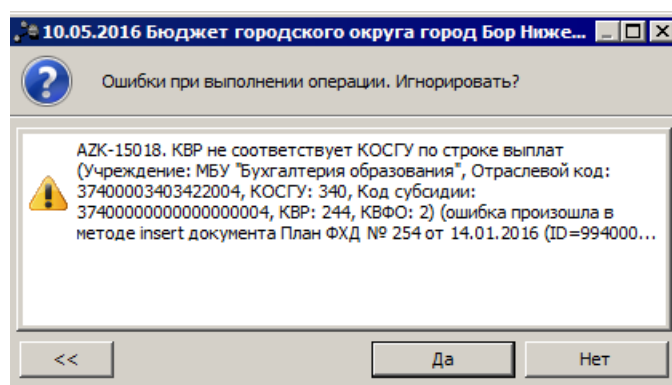 10.05.2016 Бюджет городского округа город Бор Ниже...
Ошибки при выполнении операции. Игнорировать?
AZK-15018. КВР не соответствует КОСГУ по строке выплат
(Учреждение: МБУ "Бухгалтерия образования", Отраслевой код:
37400003403422004, КОСГУ: 340, Код субсидии:
37400000000000000004, КВР: 244, КВФО: 2) (ошибка произошла в
методе insert документа План ФХД № 254 от 14.01.2016 (ID=994000...
<< Да Нет